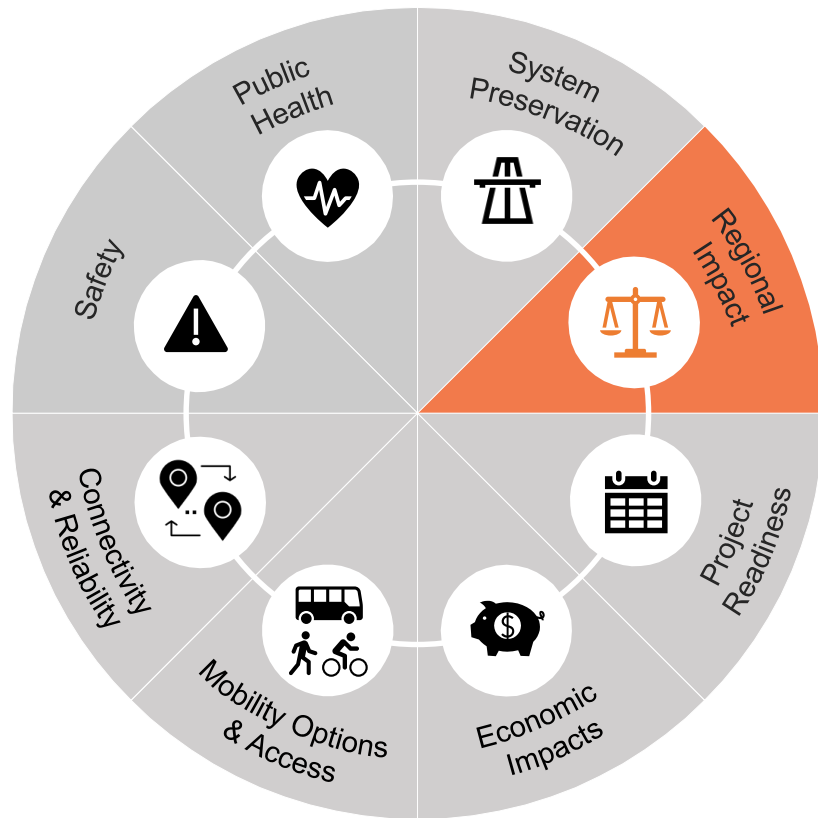 Public
Health
System
Preservation
Regional
Impact
Project
Readiness
Economic
Impacts
Mobility Options
& Access
Connectivity
& Reliability
Safety
$